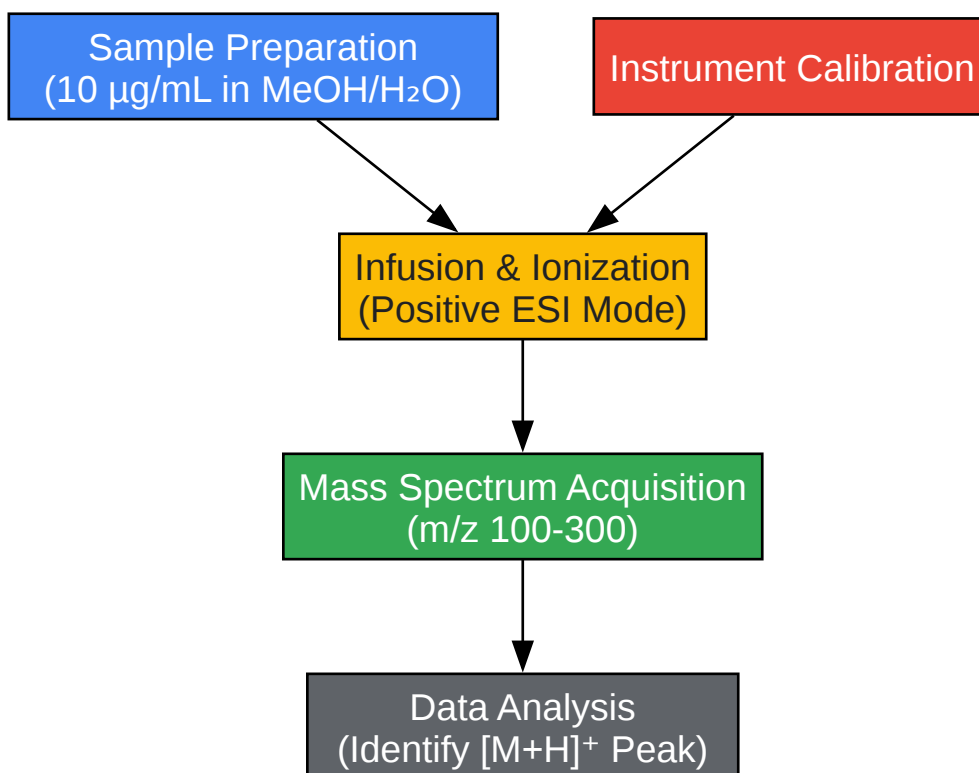 Sample Preparation
(10 µg/mL in MeOH/H₂O)
Instrument Calibration
Infusion & Ionization
(Positive ESI Mode)
Mass Spectrum Acquisition
(m/z 100-300)
Data Analysis
(Identify [M+H]⁺ Peak)